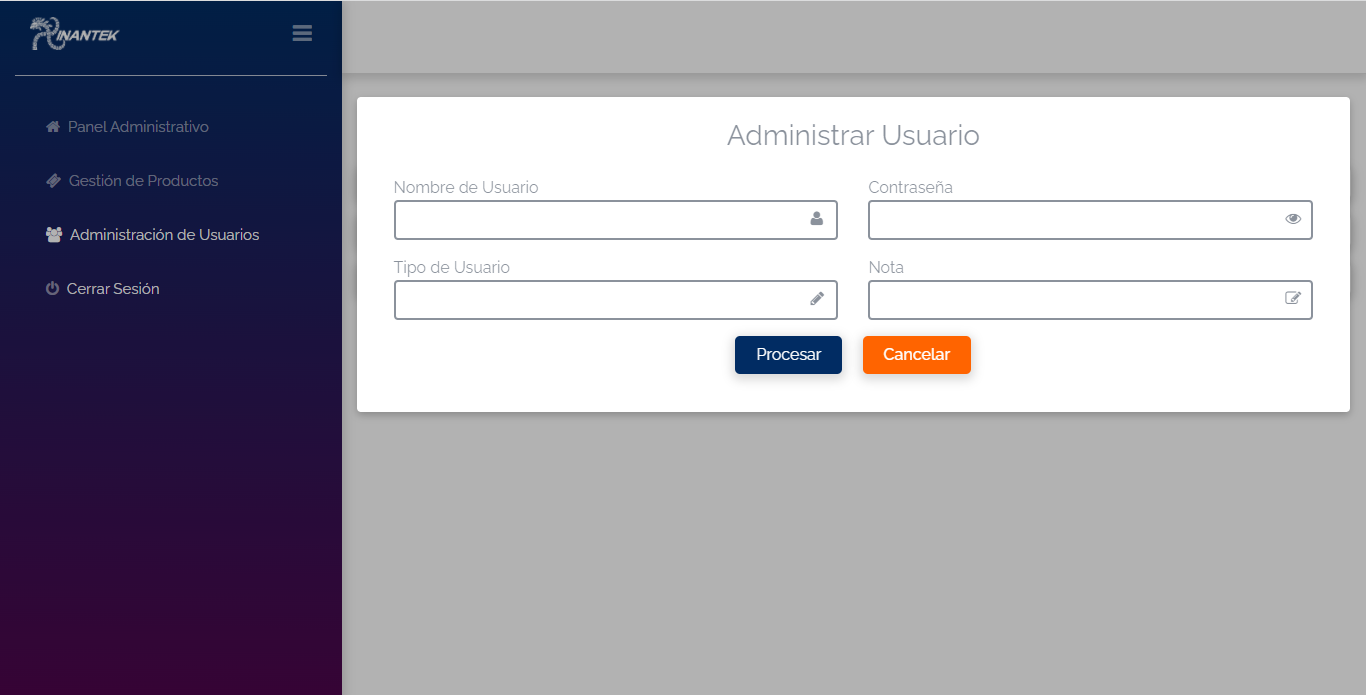 INANTEK
Panel Administrativo
Gestión de Productos
Administración de Usuarios
Cerrar Sesión
Administrar Usuario
Nombre de Usuario
Contraseña
Tipo de Usuario
Nota
Procesar
Cancelar